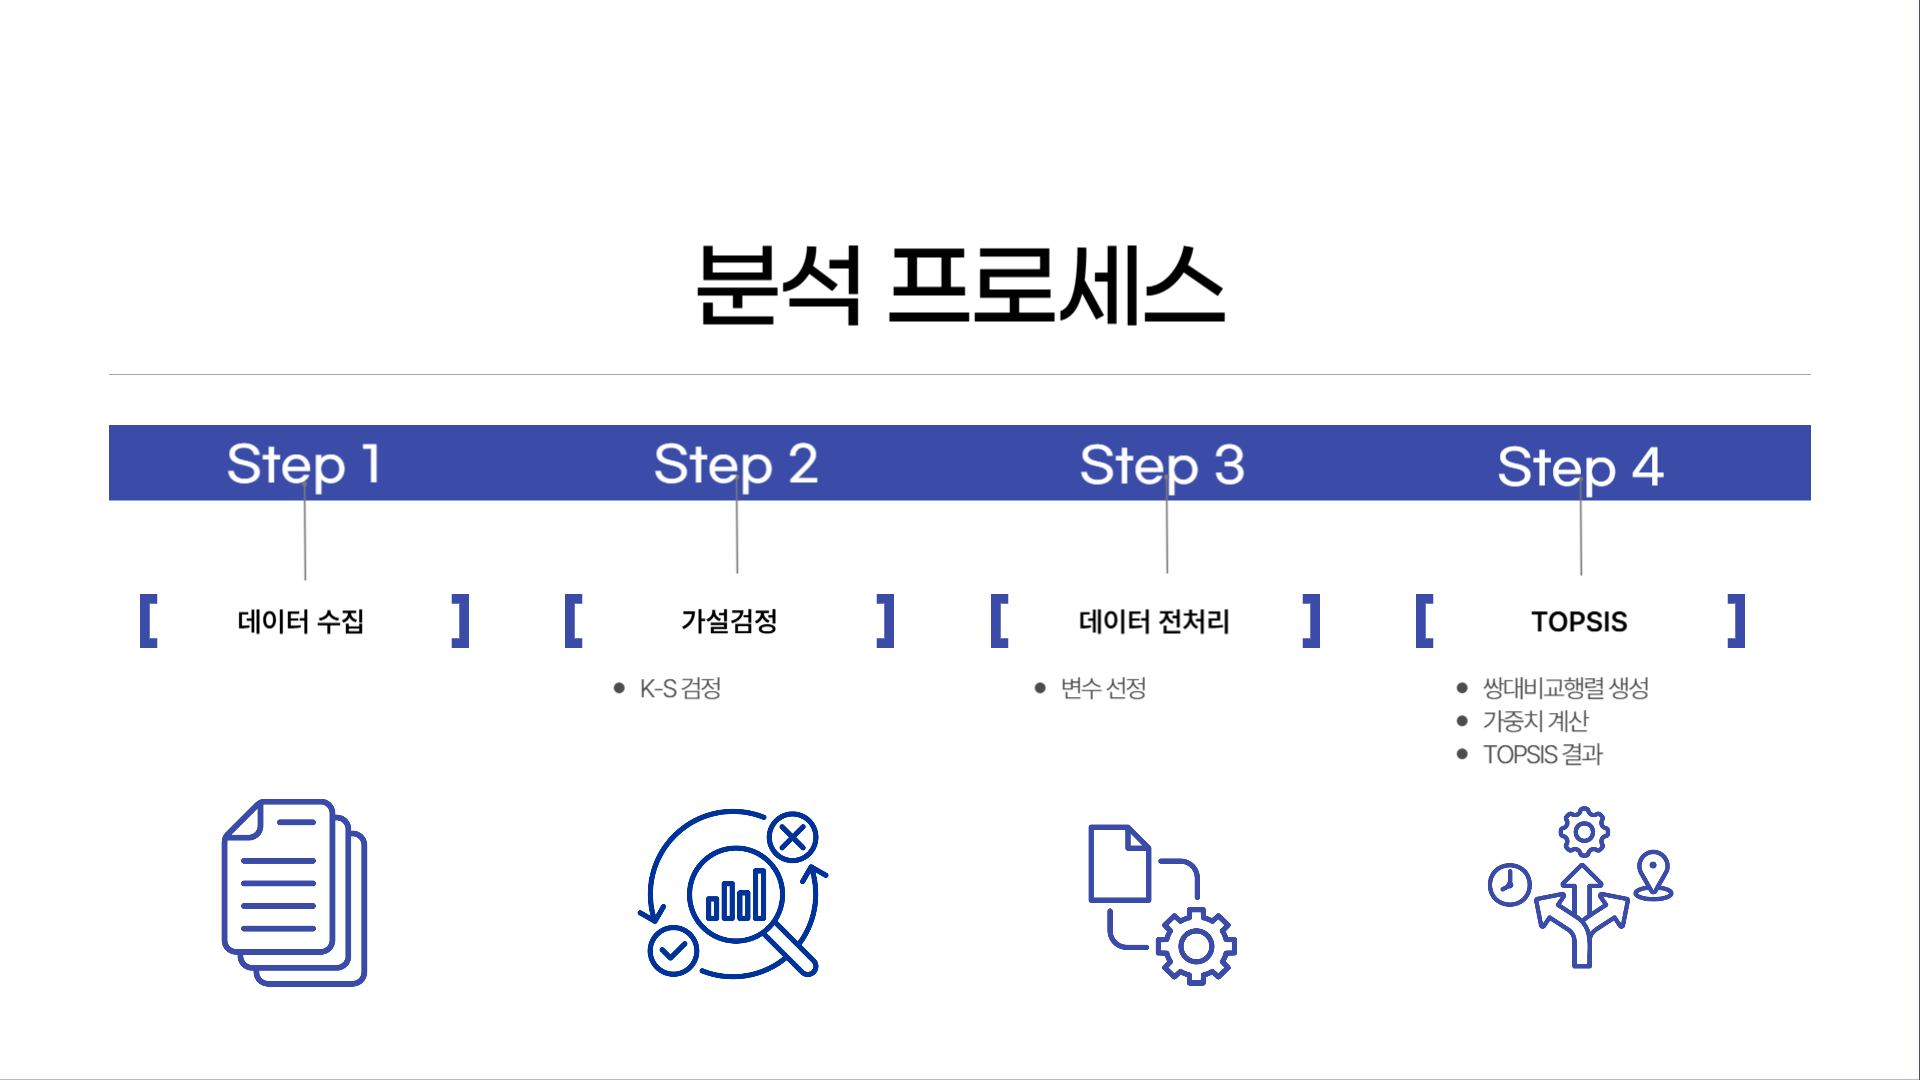 분석 프로세스
Step 1
Step 2
Step 3
Step 4
[ 데이터 수집 ]
[ 가설검정 ]
[ 데이터 전처리 ]
[ TOPSIS ]
● K-S 검정
● 변수 선정
● 쌍대비교행렬 생성
● 가중치 계산
● TOPSIS 결과